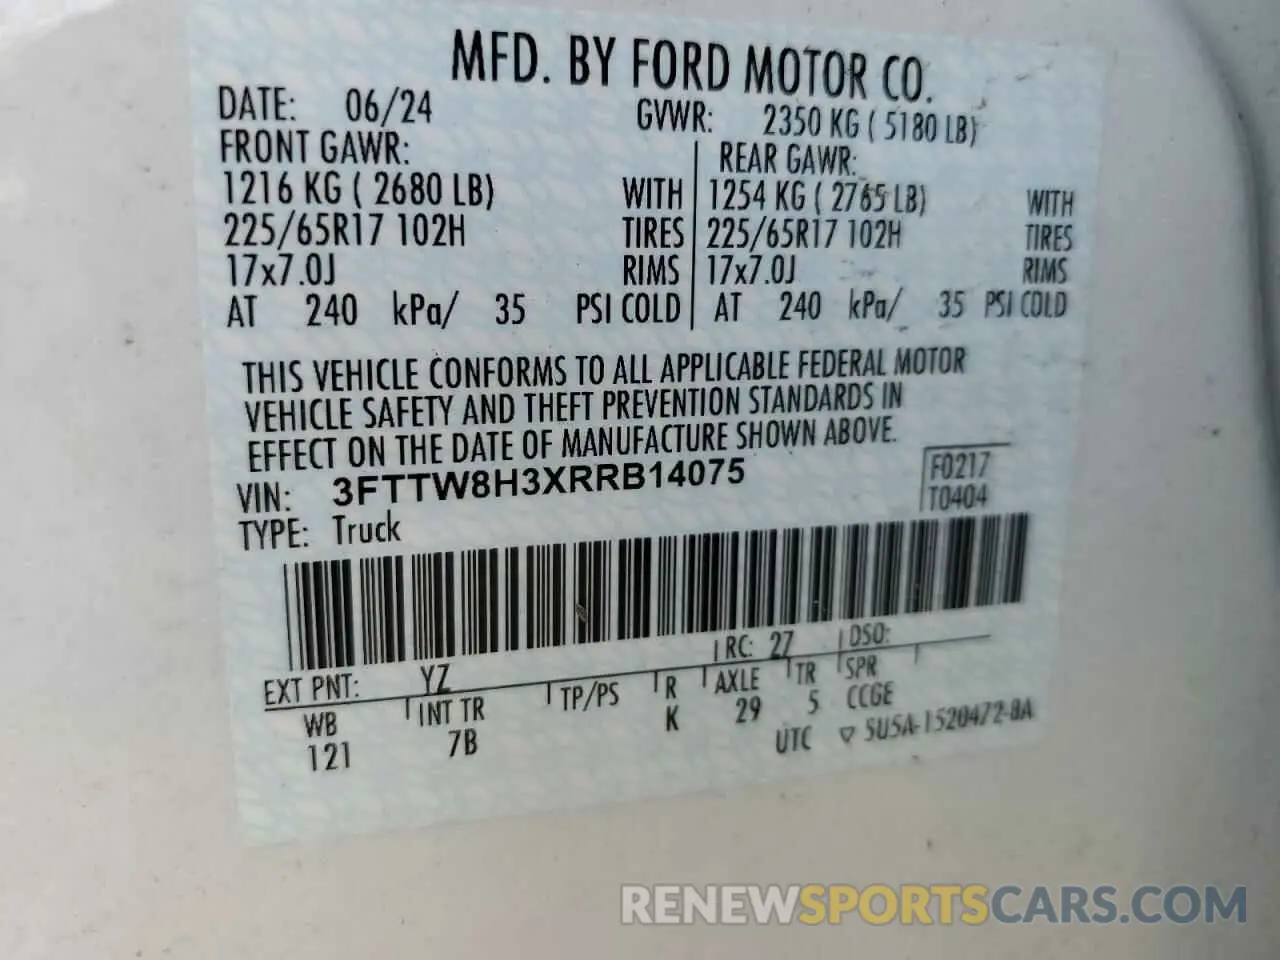 MFD. BY FORD MOTOR CO.
DATE: 06/24 GVWR: 2350 KG ( 5180 LB)
FRONT GAWR: REAR GAWR:
1216 KG ( 2680 LB) WITH 1254 KG ( 2765 LB) WITH
225/65R17 102H TIRES 225/65R17 102H TIRES
17x7.0J RIMS 17x7.0J RIMS
AT 240 kPa/ 35 PSI COLD AT 240 kPa/ 35 PSI COLD
THIS VEHICLE CONFORMS TO ALL APPLICABLE FEDERAL MOTOR
VEHICLE SAFETY AND THEFT PREVENTION STANDARDS IN
EFFECT ON THE DATE OF MANUFACTURE SHOWN ABOVE.
VIN: 3FTTW8H3XRRB14075 F0217
TYPE: Truck T0404
EXT PNT: YZ RC: 27 DSO:
WB INT TR TP/PS R AXLE TR SPR
121 7B K 29 5 CCGE
UTC ▽ 5U5A-1520472-BA
RENEWSPORTSCARS.COM